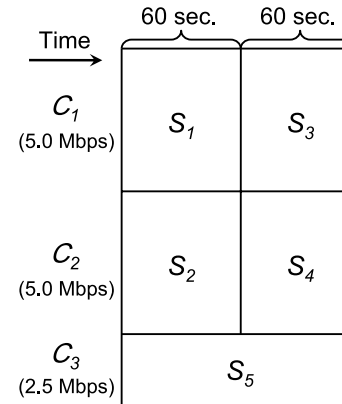 60 sec. 60 sec.
Time
C1 S1 S3
(5.0 Mbps)
C2 S2 S4
(5.0 Mbps)
C3 S5
(2.5 Mbps)